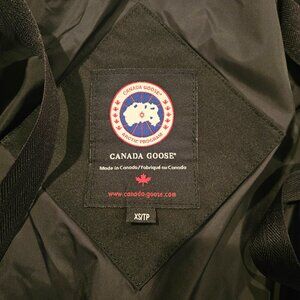 CANADA GOOSE
ARCTIC PROGRAM
CANADA GOOSE®
Made in Canada/Fabriqué au Canada
www.canada-goose.com
XS/TP